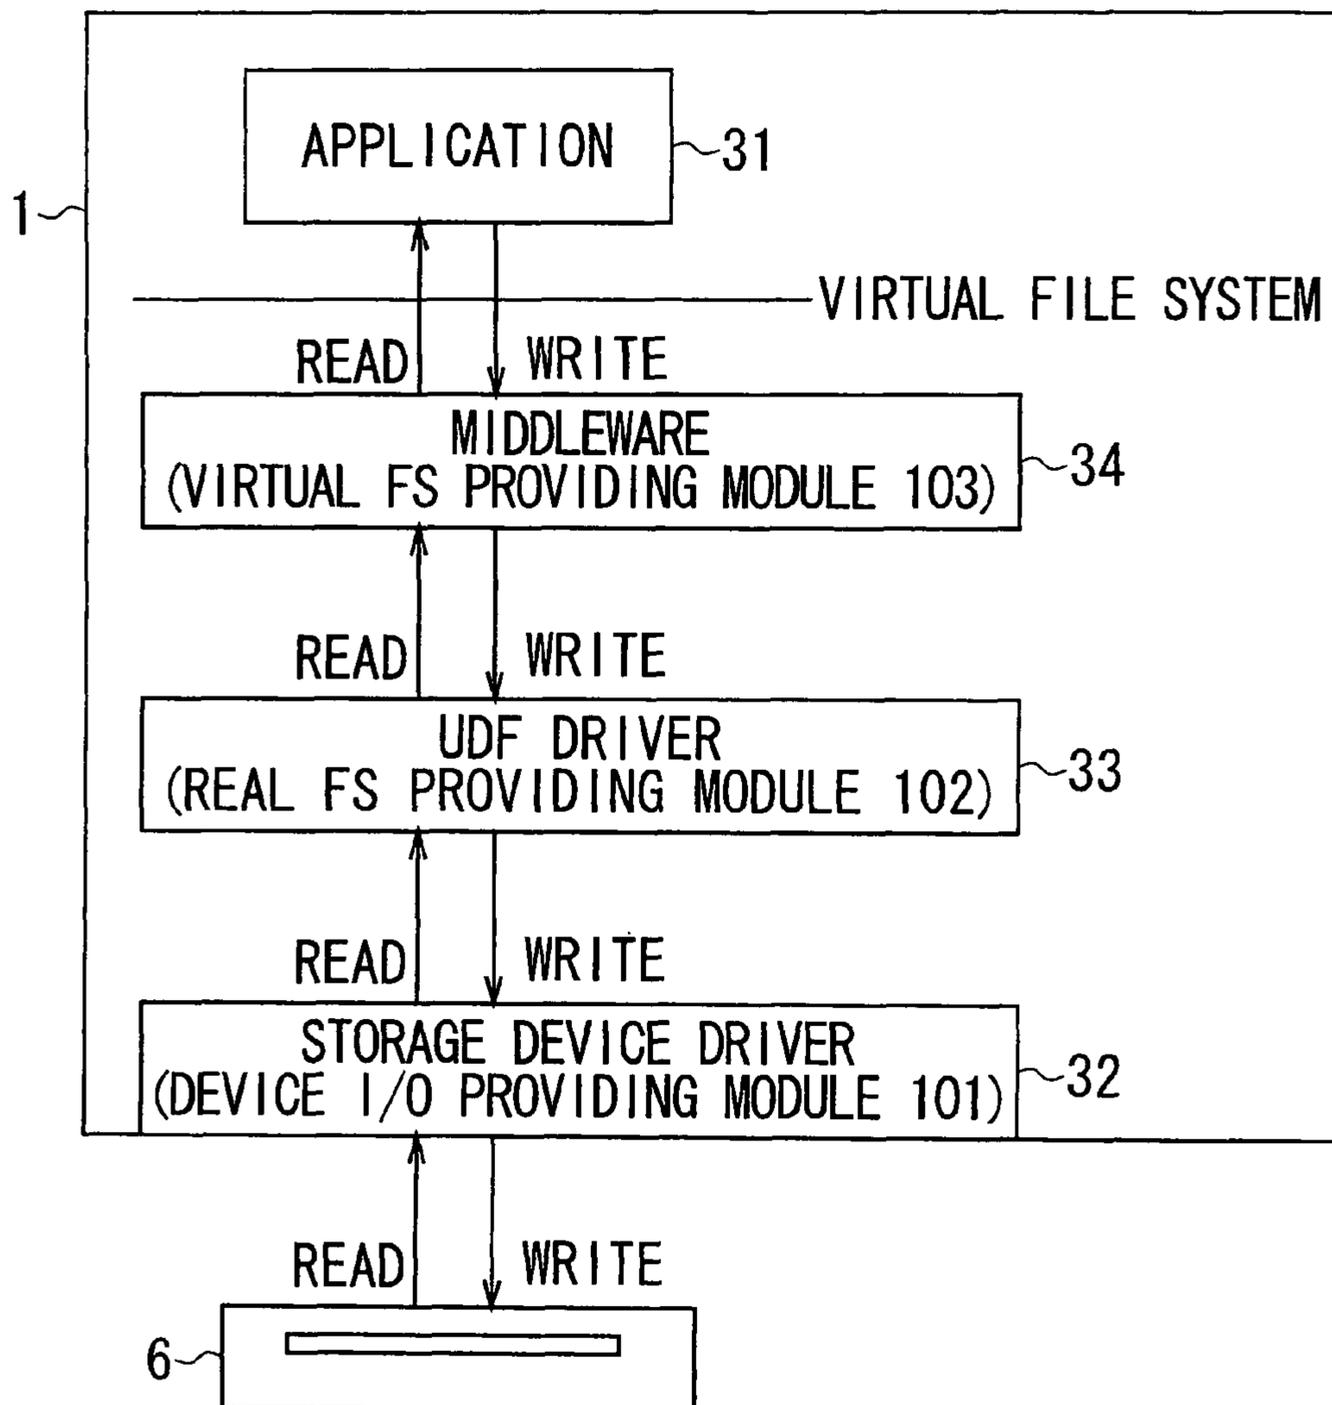 APPLICATION
31
1
VIRTUAL FILE SYSTEM
READ
WRITE
MIDDLEWARE
(VIRTUAL FS PROVIDING MODULE 103)
34
READ
WRITE
UDF DRIVER
(REAL FS PROVIDING MODULE 102)
33
READ
WRITE
STORAGE DEVICE DRIVER
(DEVICE I/O PROVIDING MODULE 101)
32
READ
WRITE
6